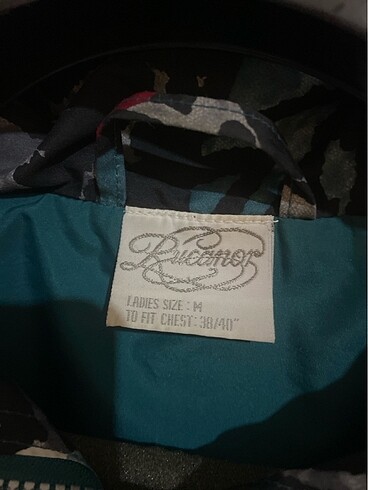 Bucanor
LADIES SIZE : M
TO FIT CHEST: 38/40"